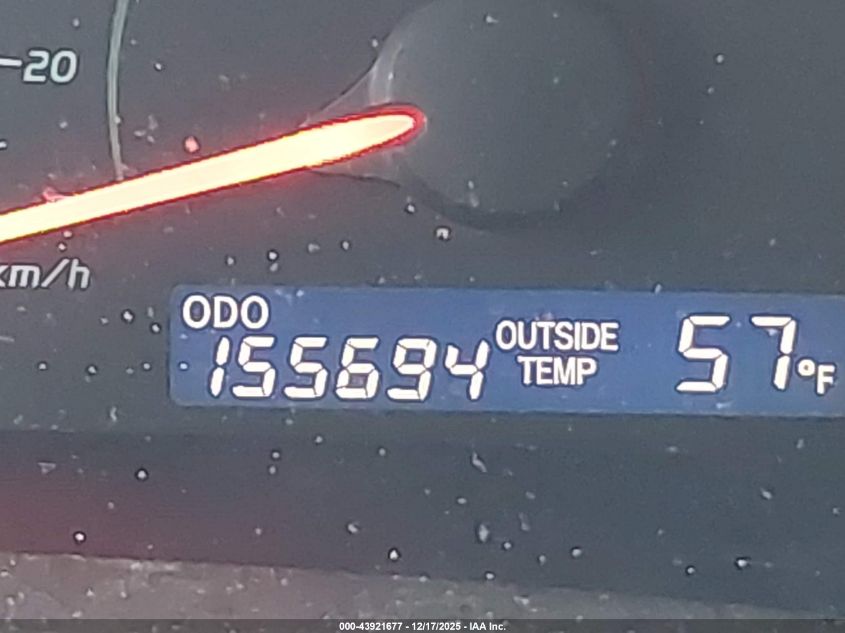 20
km/h
ODO
155694
OUTSIDE
TEMP
57°F
000-43921677 - 12/17/2025 - IAA Inc.